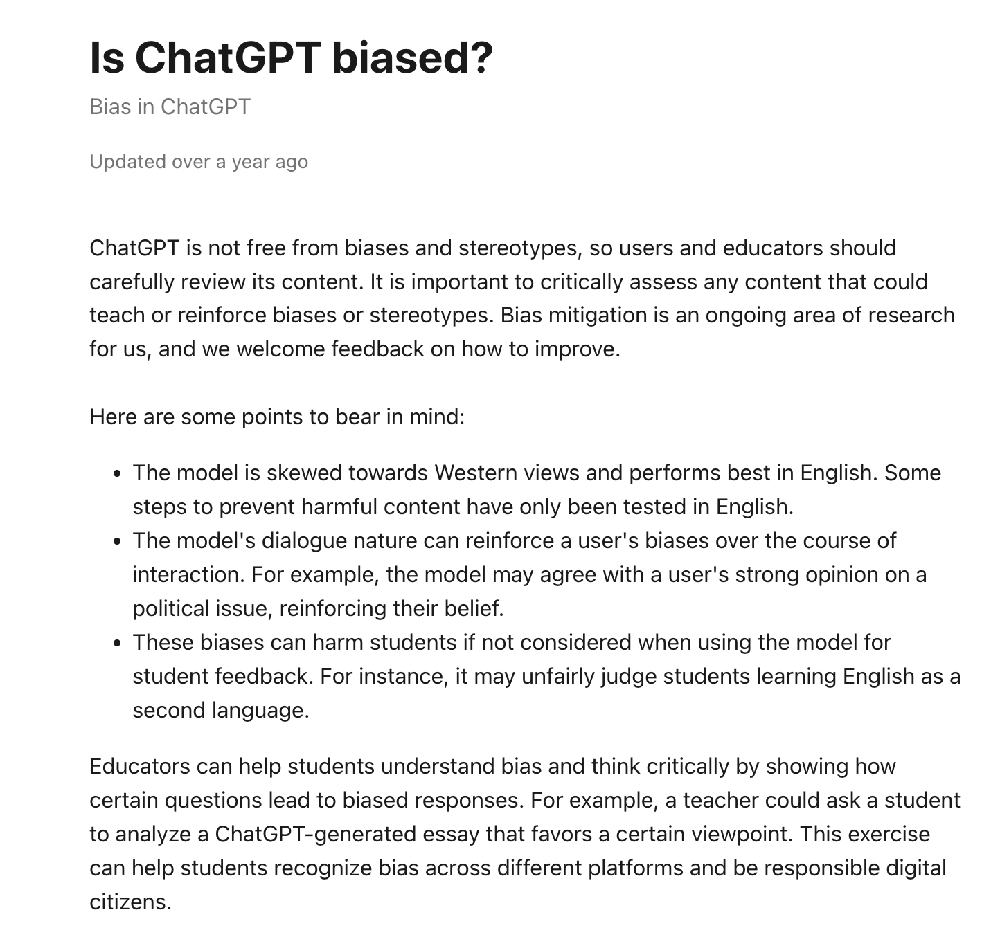 Is ChatGPT biased?
Bias in ChatGPT
Updated over a year ago
ChatGPT is not free from biases and stereotypes, so users and educators should
carefully review its content. It is important to critically assess any content that could
teach or reinforce biases or stereotypes. Bias mitigation is an ongoing area of research
for us, and we welcome feedback on how to improve.
Here are some points to bear in mind:
• The model is skewed towards Western views and performs best in English. Some
steps to prevent harmful content have only been tested in English.
• The model's dialogue nature can reinforce a user's biases over the course of
interaction. For example, the model may agree with a user's strong opinion on a
political issue, reinforcing their belief.
• These biases can harm students if not considered when using the model for
student feedback. For instance, it may unfairly judge students learning English as a
second language.
Educators can help students understand bias and think critically by showing how
certain questions lead to biased responses. For example, a teacher could ask a student
to analyze a ChatGPT-generated essay that favors a certain viewpoint. This exercise
can help students recognize bias across different platforms and be responsible digital
citizens.